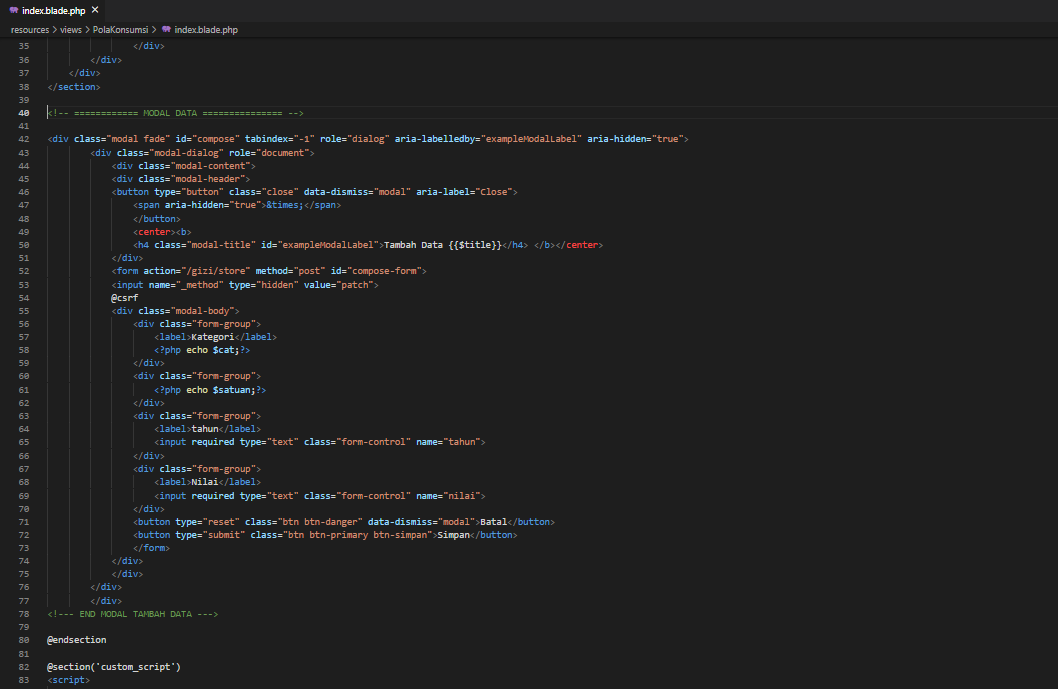 index.blade.php ×
resources > views > PolaKonsumsi > index.blade.php
35 </div>
36 </div>
37 </div>
38 </section>
39
40 <!-- ============ MODAL DATA =============== -->
41
42 <div class="modal fade" id="compose" tabindex="-1" role="dialog" aria-labelledby="exampleModalLabel" aria-hidden="true">
43 <div class="modal-dialog" role="document">
44 <div class="modal-content">
45 <div class="modal-header">
46 <button type="button" class="close" data-dismiss="modal" aria-label="Close">
47 <span aria-hidden="true">&times;</span>
48 </button>
49 <center><b>
50 <h4 class="modal-title" id="exampleModalLabel">Tambah Data {{$title}}</h4> </b></center>
51 </div>
52 <form action="/gizi/store" method="post" id="compose-form">
53 <input name="_method" type="hidden" value="patch">
54 @csrf
55 <div class="modal-body">
56 <div class="form-group">
57 <label>Kategori</label>
58 <?php echo $cat;?>
59 </div>
60 <div class="form-group">
61 <?php echo $satuan;?>
62 </div>
63 <div class="form-group">
64 <label>tahun</label>
65 <input required type="text" class="form-control" name="tahun">
66 </div>
67 <div class="form-group">
68 <label>Nilai</label>
69 <input required type="text" class="form-control" name="nilai">
70 </div>
71 <button type="reset" class="btn btn-danger" data-dismiss="modal">Batal</button>
72 <button type="submit" class="btn btn-primary btn-simpan">Simpan</button>
73 </form>
74 </div>
75 </div>
76 </div>
77 </div>
78 <!--- END MODAL TAMBAH DATA --->
79
80 @endsection
81
82 @section('custom_script')
83 <script>